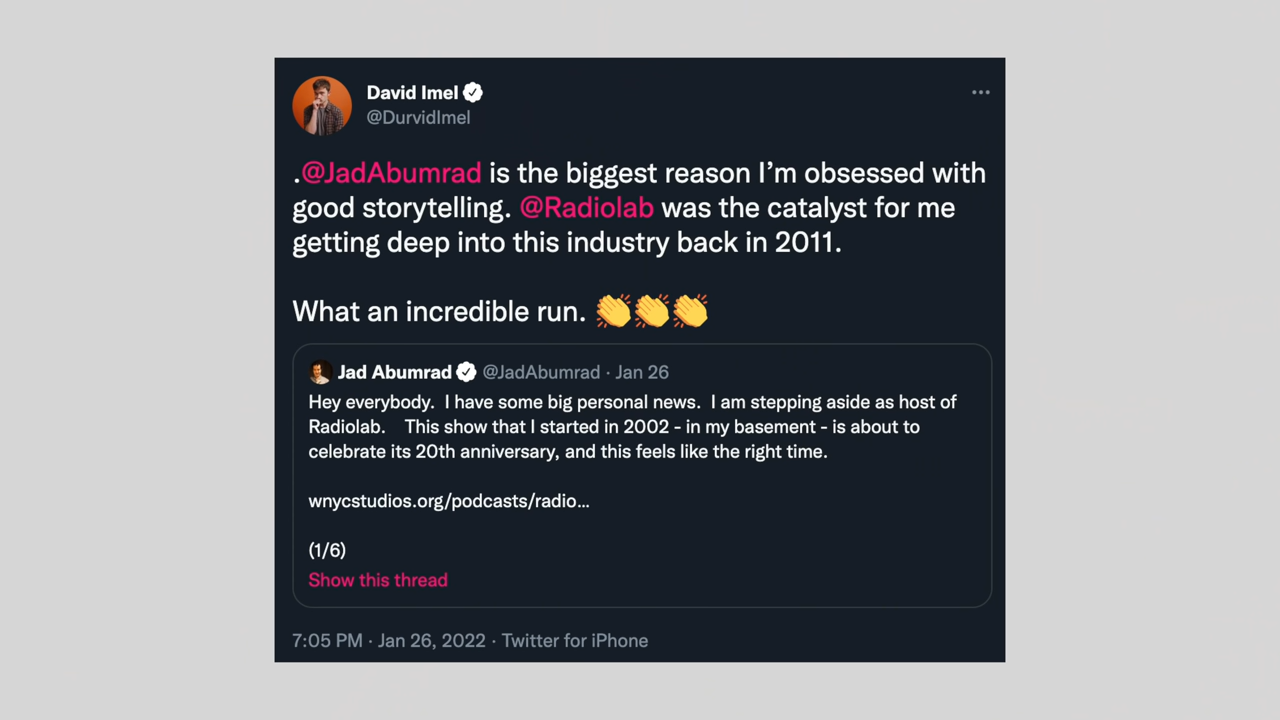 David Imel
@DurvidImel
.@JadAbumrad is the biggest reason I’m obsessed with
good storytelling. @Radiolab was the catalyst for me
getting deep into this industry back in 2011.
What an incredible run. 👏👏👏
Jad Abumrad @JadAbumrad · Jan 26
Hey everybody.  I have some big personal news.  I am stepping aside as host of
Radiolab.    This show that I started in 2002 - in my basement - is about to
celebrate its 20th anniversary, and this feels like the right time.
wnycstudios.org/podcasts/radio...
(1/6)
Show this thread
7:05 PM · Jan 26, 2022 · Twitter for iPhone